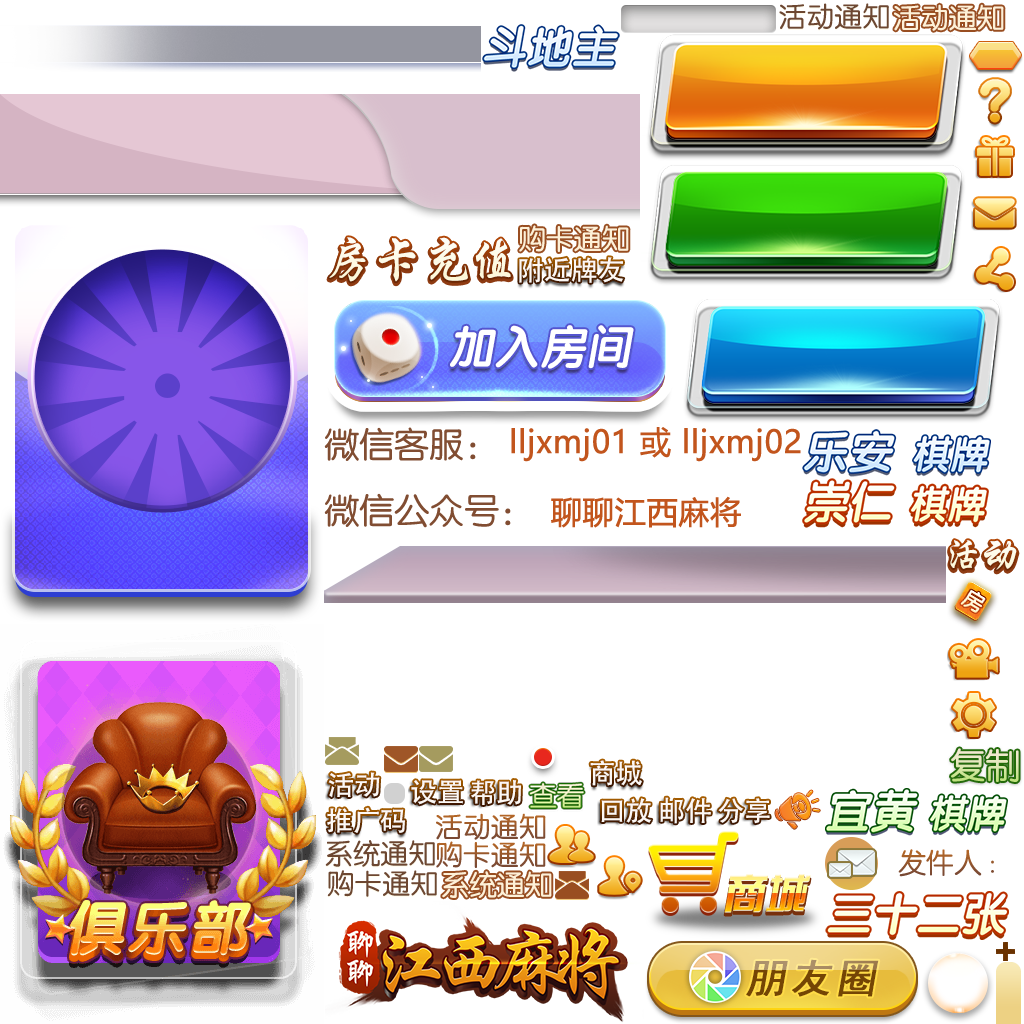 活动通知 活动通知
斗地主
房卡充值
购卡通知
附近牌友
加入房间
微信客服： lljxmj01 或 lljxmj02
乐安 棋牌
崇仁 棋牌
微信公众号： 聊聊江西麻将
活动
房
复制
商城
活动 设置 帮助 查看
回放 邮件 分享
宜黄 棋牌
推广码 活动通知
系统通知 购卡通知
购卡通知 系统通知
发件人：
商城
三十二张
俱乐部
聊聊 江西麻将
朋友圈